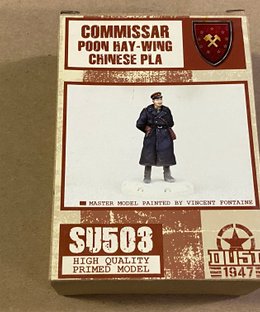 COMMISSAR
POON HAY-WING
CHINESE PLA
MASTER MODEL PAINTED BY VINCENT FONTAINE
SU503
HIGH QUALITY
PRIMED MODEL
DUST
1947